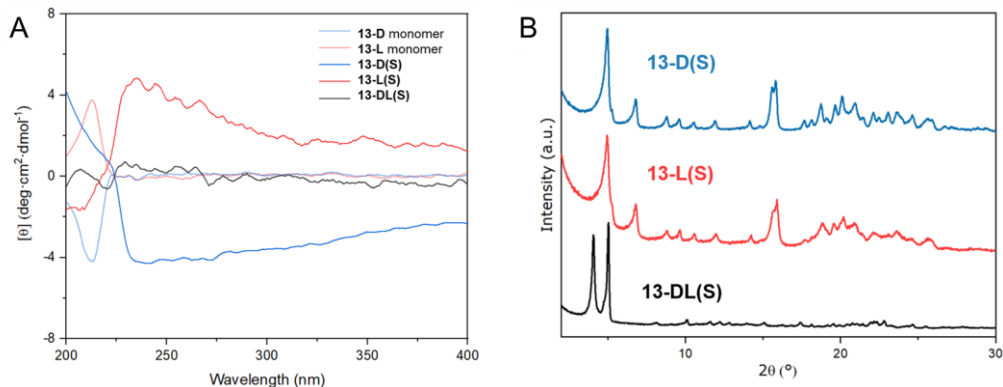 A
8
4
0
-4
-8
[θ] (deg·cm²·dmol⁻¹)
200
250
300
350
400
Wavelength (nm)
13-D monomer
13-L monomer
13-D(S)
13-L(S)
13-DL(S)
B
Intensity (a.u.)
13-D(S)
13-L(S)
13-DL(S)
10
20
30
2θ (°)